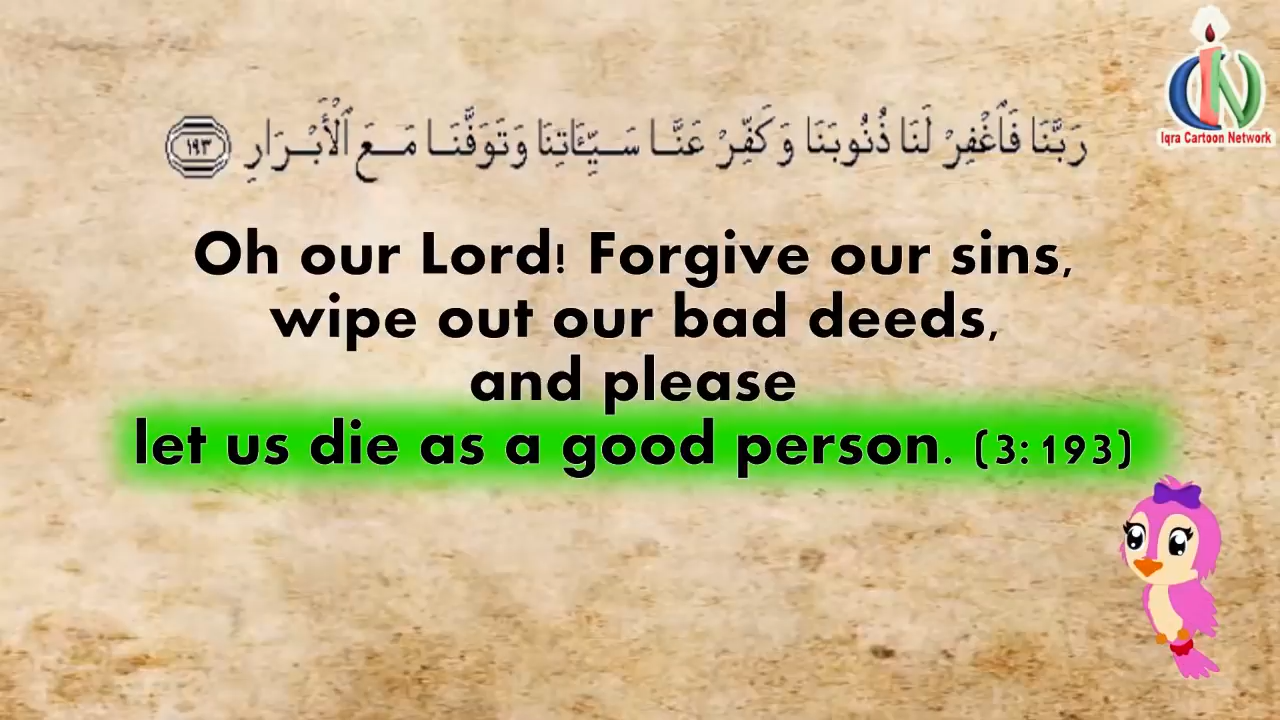 Iqra Cartoon Network
رَبَّنَا فَٱغْفِرْ لَنَا ذُنُوبَنَا وَكَفِّرْ عَنَّا سَيِّـَٔاتِنَا وَتَوَفَّنَا مَعَ ٱلْأَبْرَارِ ١٩٣
Oh our Lord! Forgive our sins,
wipe out our bad deeds,
and please
let us die as a good person. (3:193)